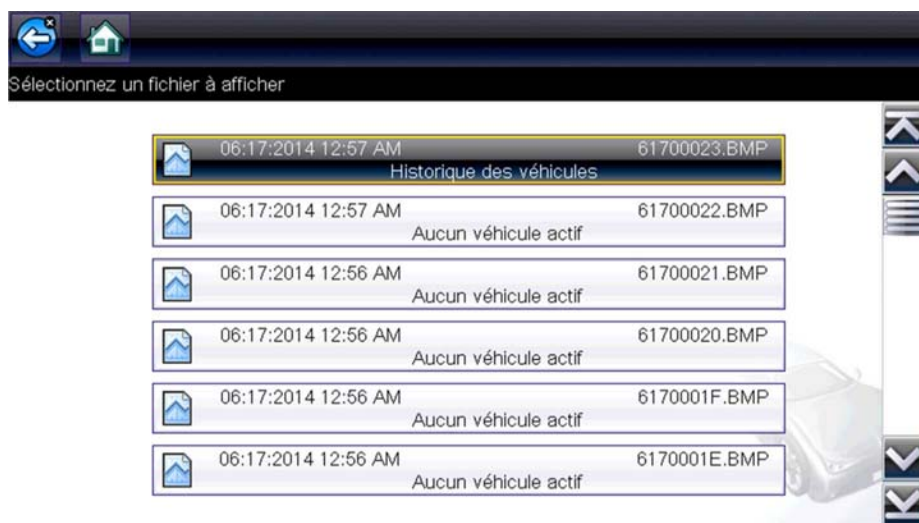 Sélectionnez un fichier à afficher
06:17:2014 12:57 AM 61700023.BMP
Historique des véhicules
06:17:2014 12:57 AM 61700022.BMP
Aucun véhicule actif
06:17:2014 12:56 AM 61700021.BMP
Aucun véhicule actif
06:17:2014 12:56 AM 61700020.BMP
Aucun véhicule actif
06:17:2014 12:56 AM 6170001F.BMP
Aucun véhicule actif
06:17:2014 12:56 AM 6170001E.BMP
Aucun véhicule actif